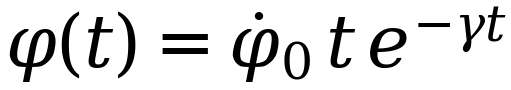 φ(t) = φ̇₀ t e^{−γt}